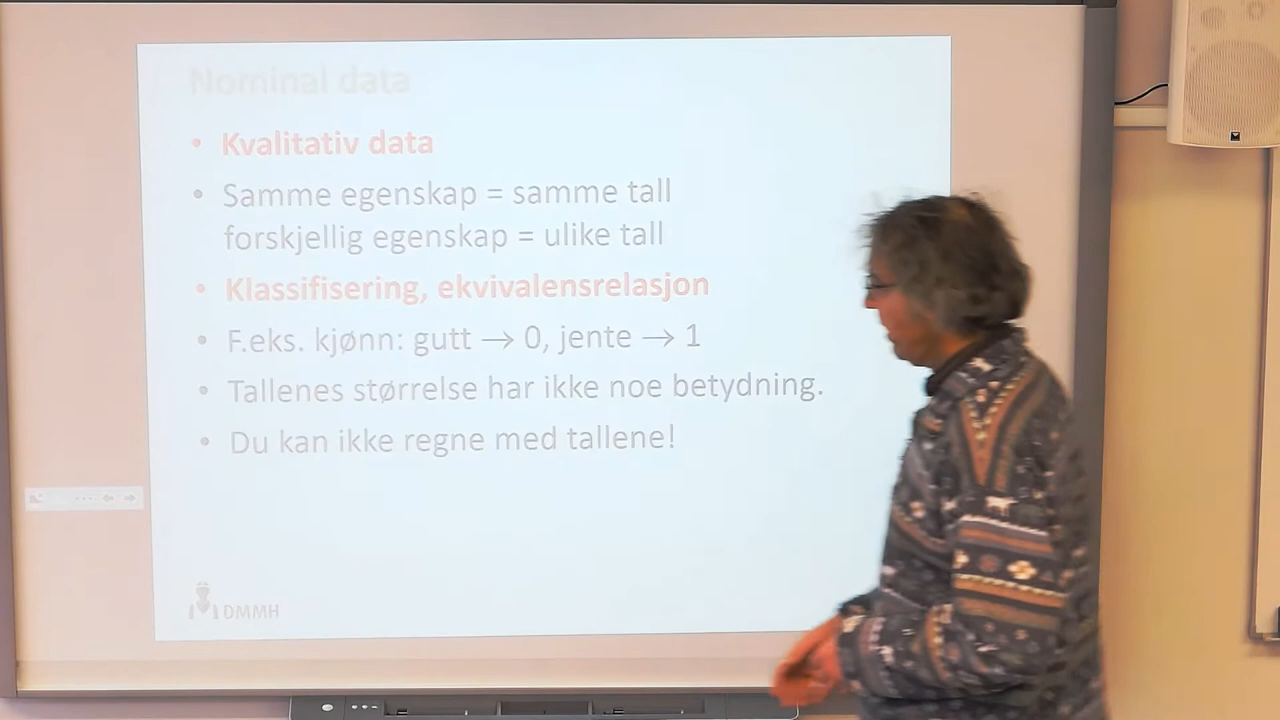 Nominal data
• Kvalitativ data
• Samme egenskap = samme tall
forskjellig egenskap = ulike tall
• Klassifisering, ekvivalensrelasjon
• F.eks. kjønn: gutt → 0, jente → 1
• Tallenes størrelse har ikke noe betydning.
• Du kan ikke regne med tallene!
DMMH